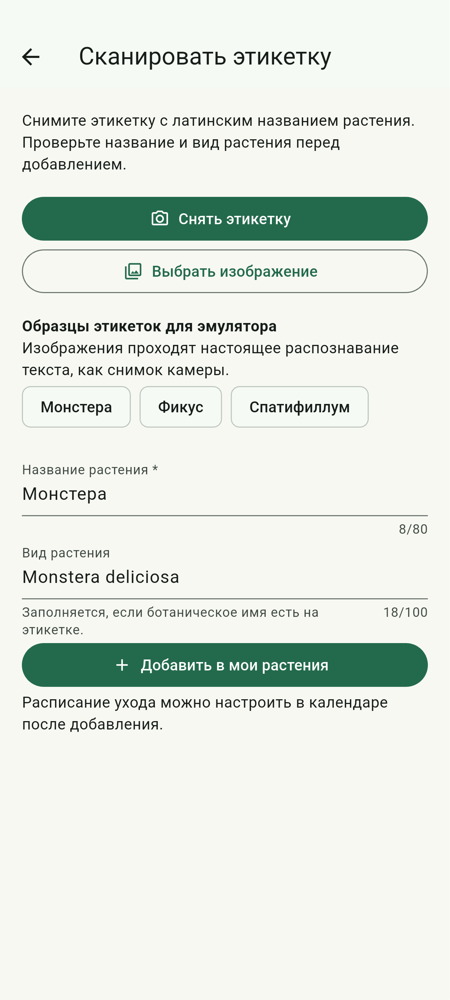 Сканировать этикетку
Снимите этикетку с латинским названием растения.
Проверьте название и вид растения перед
добавлением.
Снять этикетку
Выбрать изображение
Образцы этикеток для эмулятора
Изображения проходят настоящее распознавание
текста, как снимок камеры.
Монстера
Фикус
Спатифиллум
Название растения *
Монстера
8/80
Вид растения
Monstera deliciosa
Заполняется, если ботаническое имя есть на
этикетке.
18/100
Добавить в мои растения
Расписание ухода можно настроить в календаре
после добавления.